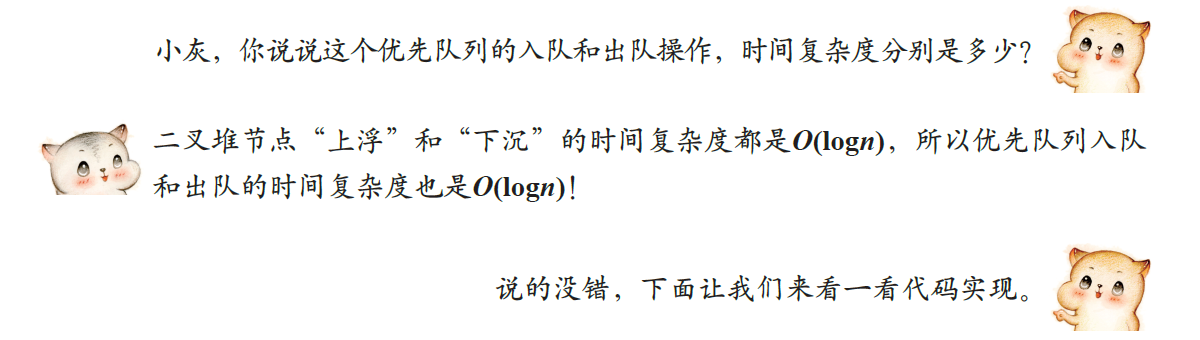 小灰，你说说这个优先队列的入队和出队操作，时间复杂度分别是多少？
二叉堆节点“上浮”和“下沉”的时间复杂度都是O(logn)，所以优先队列入队
和出队的时间复杂度也是O(logn)！
说的没错，下面让我们来看一看代码实现。